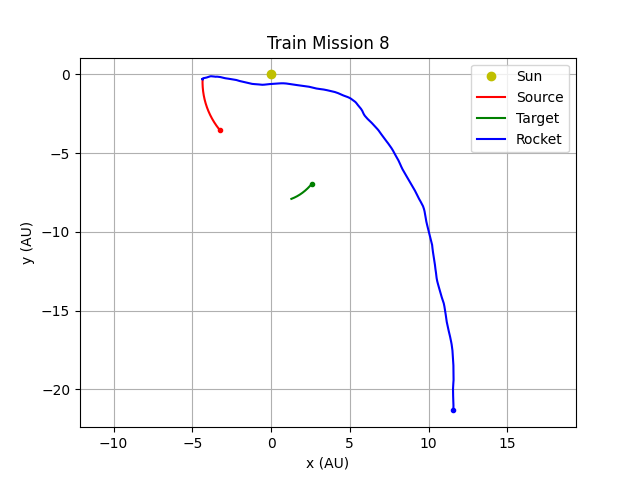 Train Mission 8
Sun
Source
Target
Rocket
0
−5
−10
−15
−20
y (AU)
−10
−5
0
5
10
15
x (AU)